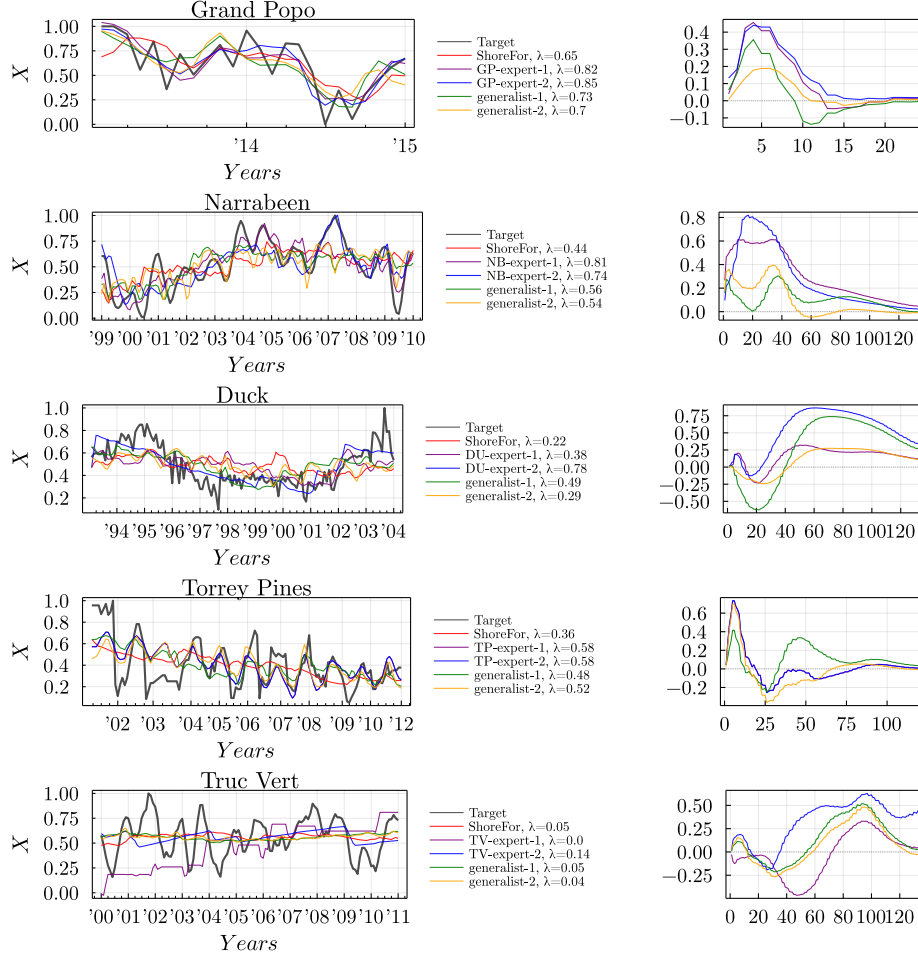 Grand Popo
X
1.00
0.75
0.50
0.25
0.00
'14
'15
Years
Target
ShoreFor, λ=0.65
GP-expert-1, λ=0.82
GP-expert-2, λ=0.85
generalist-1, λ=0.73
generalist-2, λ=0.7
0.4
0.3
0.2
0.1
0.0
−0.1
5
10
15
20
Narrabeen
X
1.00
0.75
0.50
0.25
0.00
'99 '00 '01 '02 '03 '04 '05 '06 '07 '08 '09 '10
Years
Target
ShoreFor, λ=0.44
NB-expert-1, λ=0.81
NB-expert-2, λ=0.74
generalist-1, λ=0.56
generalist-2, λ=0.54
0.8
0.6
0.4
0.2
0.0
0 20 40 60 80 100 120
Duck
X
1.0
0.8
0.6
0.4
0.2
'94 '95 '96 '97 '98 '99 '00 '01 '02 '03 '04
Years
Target
ShoreFor, λ=0.22
DU-expert-1, λ=0.38
DU-expert-2, λ=0.78
generalist-1, λ=0.49
generalist-2, λ=0.29
0.75
0.50
0.25
0.00
−0.25
−0.50
0 20 40 60 80 100 120
Torrey Pines
X
1.0
0.8
0.6
0.4
0.2
'02 '03 '04 '05 '06 '07 '08 '09 '10 '11 '12
Years
Target
ShoreFor, λ=0.36
TP-expert-1, λ=0.58
TP-expert-2, λ=0.58
generalist-1, λ=0.48
generalist-2, λ=0.52
0.6
0.4
0.2
0.0
−0.2
0 25 50 75 100
Truc Vert
X
1.00
0.75
0.50
0.25
0.00
'00 '01 '02 '03 '04 '05 '06 '07 '08 '09 '10 '11
Years
Target
ShoreFor, λ=0.05
TV-expert-1, λ=0.0
TV-expert-2, λ=0.14
generalist-1, λ=0.05
generalist-2, λ=0.04
0.50
0.25
0.00
−0.25
0 20 40 60 80 100 120